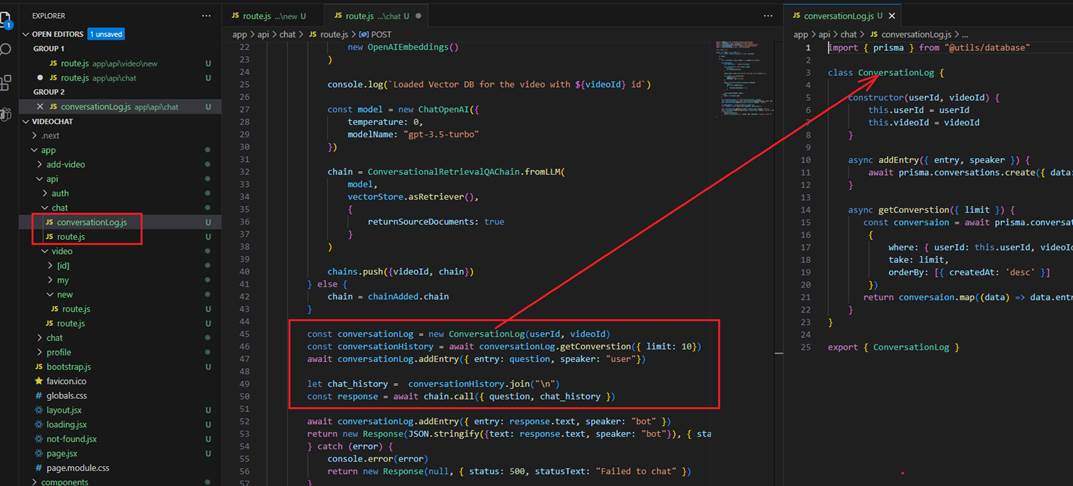 EXPLORER
OPEN EDITORS 1 unsaved
GROUP 1
JS route.js app\api\video\new U
JS route.js app\api\chat U
GROUP 2
JS conversationLog.js app\api\chat U
VIDEOCHAT
.next
app
add-video
api
auth
chat
JS conversationLog.js U
JS route.js U
video
[id]
my
new
JS route.js U
JS route.js U
chat
profile
JS bootstrap.js U
favicon.ico
# globals.css
layout.jsx U
loading.jsx U
not-found.jsx U
page.jsx U
# page.module.css
components
JS route.js ...\new U
JS route.js ...\chat
app > api > chat > JS route.js > POST
22 new OpenAIEmbeddings()
23 )
24
25 console.log(`Loaded Vector DB for the video with ${videoId} id`)
26
27 const model = new ChatOpenAI({
28 temperature: 0,
29 modelName: "gpt-3.5-turbo"
30 })
31
32 chain = ConversationalRetrievalQAChain.fromLLM(
33 model,
34 vectorStore.asRetriever(),
35 {
36 returnSourceDocuments: true
37 }
38 )
39
40 chains.push({videoId, chain})
41 } else {
42 chain = chainAdded.chain
43 }
44
45 const conversationLog = new ConversationLog(userId, videoId)
46 const conversationHistory = await conversationLog.getConverstion({ limit: 10})
47 await conversationLog.addEntry({ entry: question, speaker: "user"})
48
49 let chat_history = conversationHistory.join("\n")
50 const response = await chain.call({ question, chat_history })
51
52 await conversationLog.addEntry({ entry: response.text, speaker: "bot" })
53 return new Response(JSON.stringify({text: response.text, speaker: "bot"}), { sta
54 } catch (error) {
55 console.error(error)
56 return new Response(null, { status: 500, statusText: "Failed to chat" })
57 }
JS conversationLog.js U
app > api > chat > JS conversationLog.js > ...
1 import { prisma } from "@utils/database"
2
3 class ConversationLog {
4
5 constructor(userId, videoId) {
6 this.userId = userId
7 this.videoId = videoId
8 }
9
10 async addEntry({ entry, speaker }) {
11 await prisma.conversations.create({ data:
12 }
13
14 async getConverstion({ limit }) {
15 const conversaion = await prisma.conversa
16 {
17 where: { userId: this.userId, videoId
18 take: limit,
19 orderBy: [{ createdAt: 'desc' }]
20 })
21 return conversaion.map((data) => data.ent
22 }
23 }
24
25 export { ConversationLog }